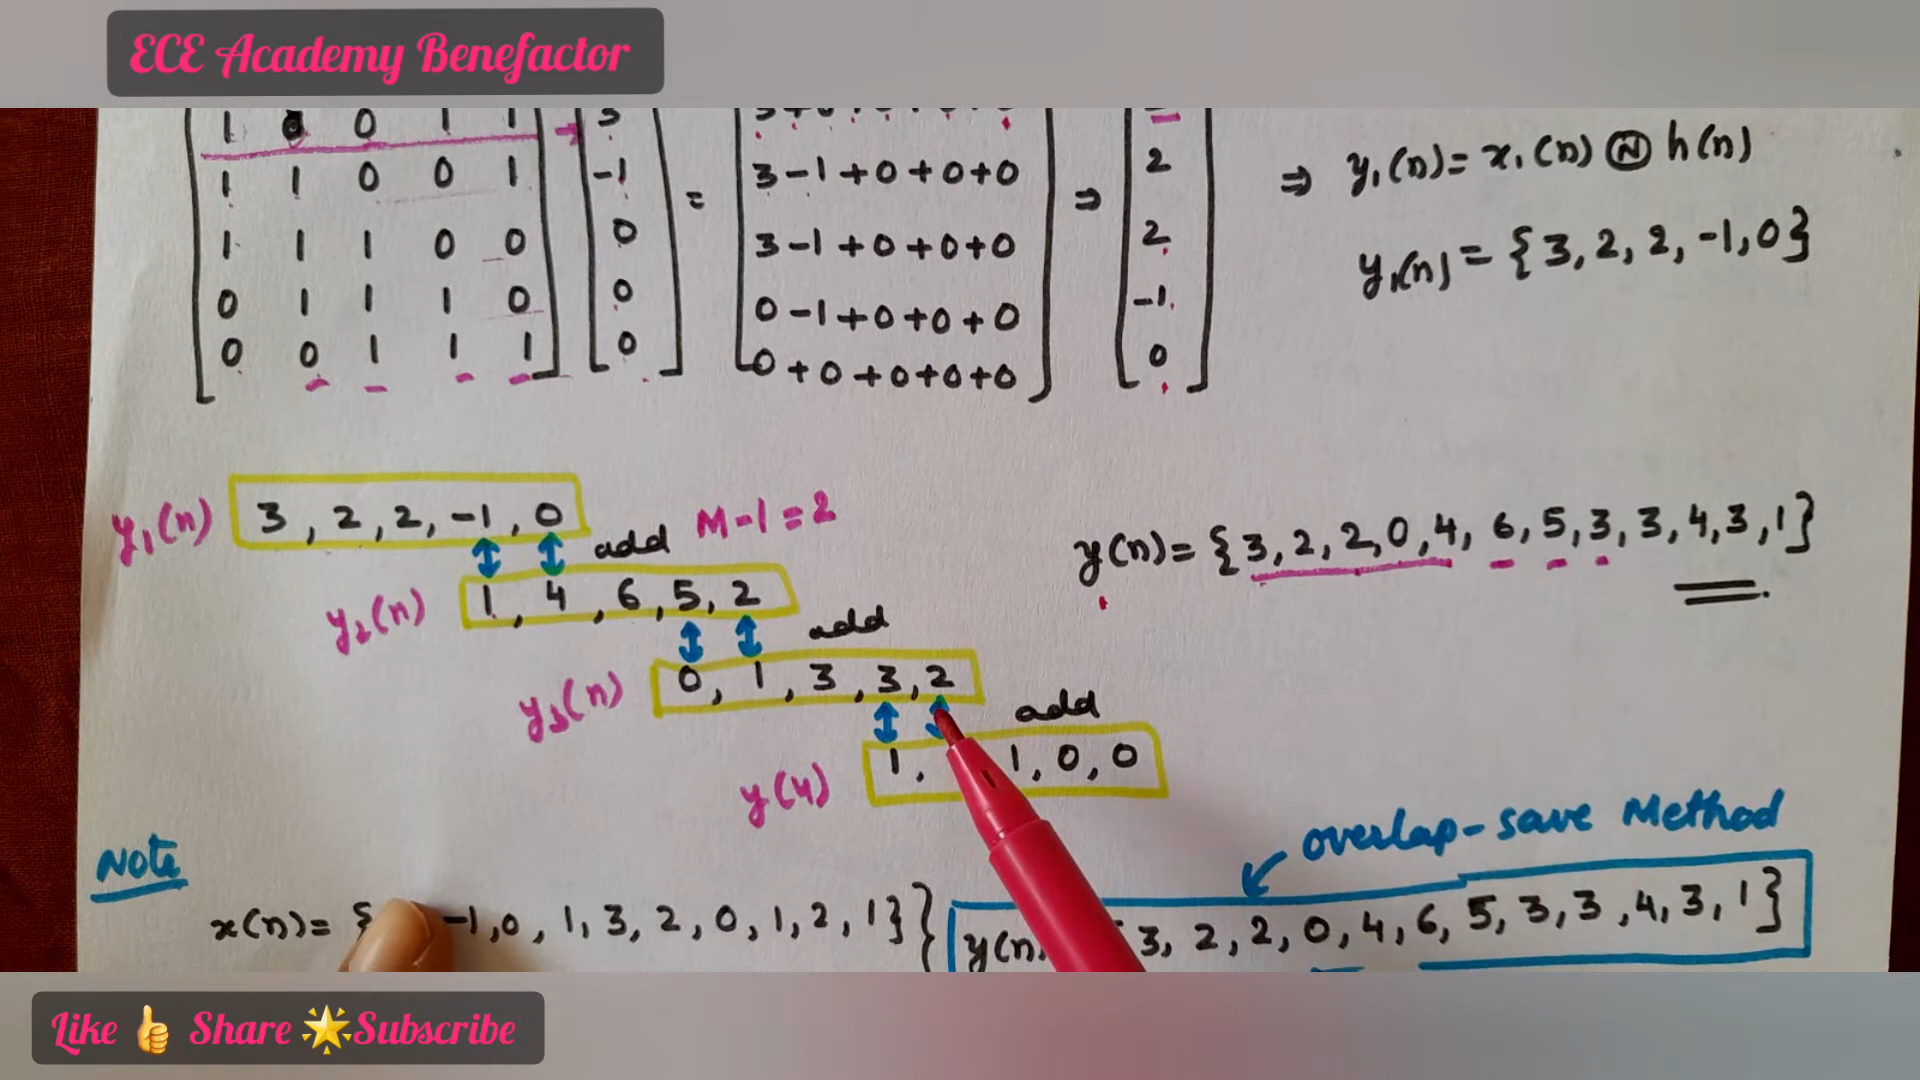 ECE Academy Benefactor
1 0 0 1 1
1 1 0 0 1
1 1 1 0 0
0 1 1 1 0
0 0 1 1 1
3
-1
0
0
0
=
3-1+0+0+0
3-1+0+0+0
0-1+0+0+0
0+0+0+0+0
⇒
2
2
-1
0
⇒ y₁(n)= x₁(n) Ⓝ h(n)
y₁(n) = {3, 2, 2, -1, 0}
y₁(n) 3, 2, 2, -1, 0
add M-1=2
y₂(n) 1, 4, 6, 5, 2
add
y₃(n) 0, 1, 3, 3, 2
add
y(4) 1, 1, 0, 0
y(n)= {3, 2, 2, 0, 4, 6, 5, 3, 3, 4, 3, 1}
Note
overlap-save Method
x(n)= { -1, 0, 1, 3, 2, 0, 1, 2, 1}}
y(n) 3, 2, 2, 0, 4, 6, 5, 3, 3, 4, 3, 1}
Like 👍 Share 🌟Subscribe